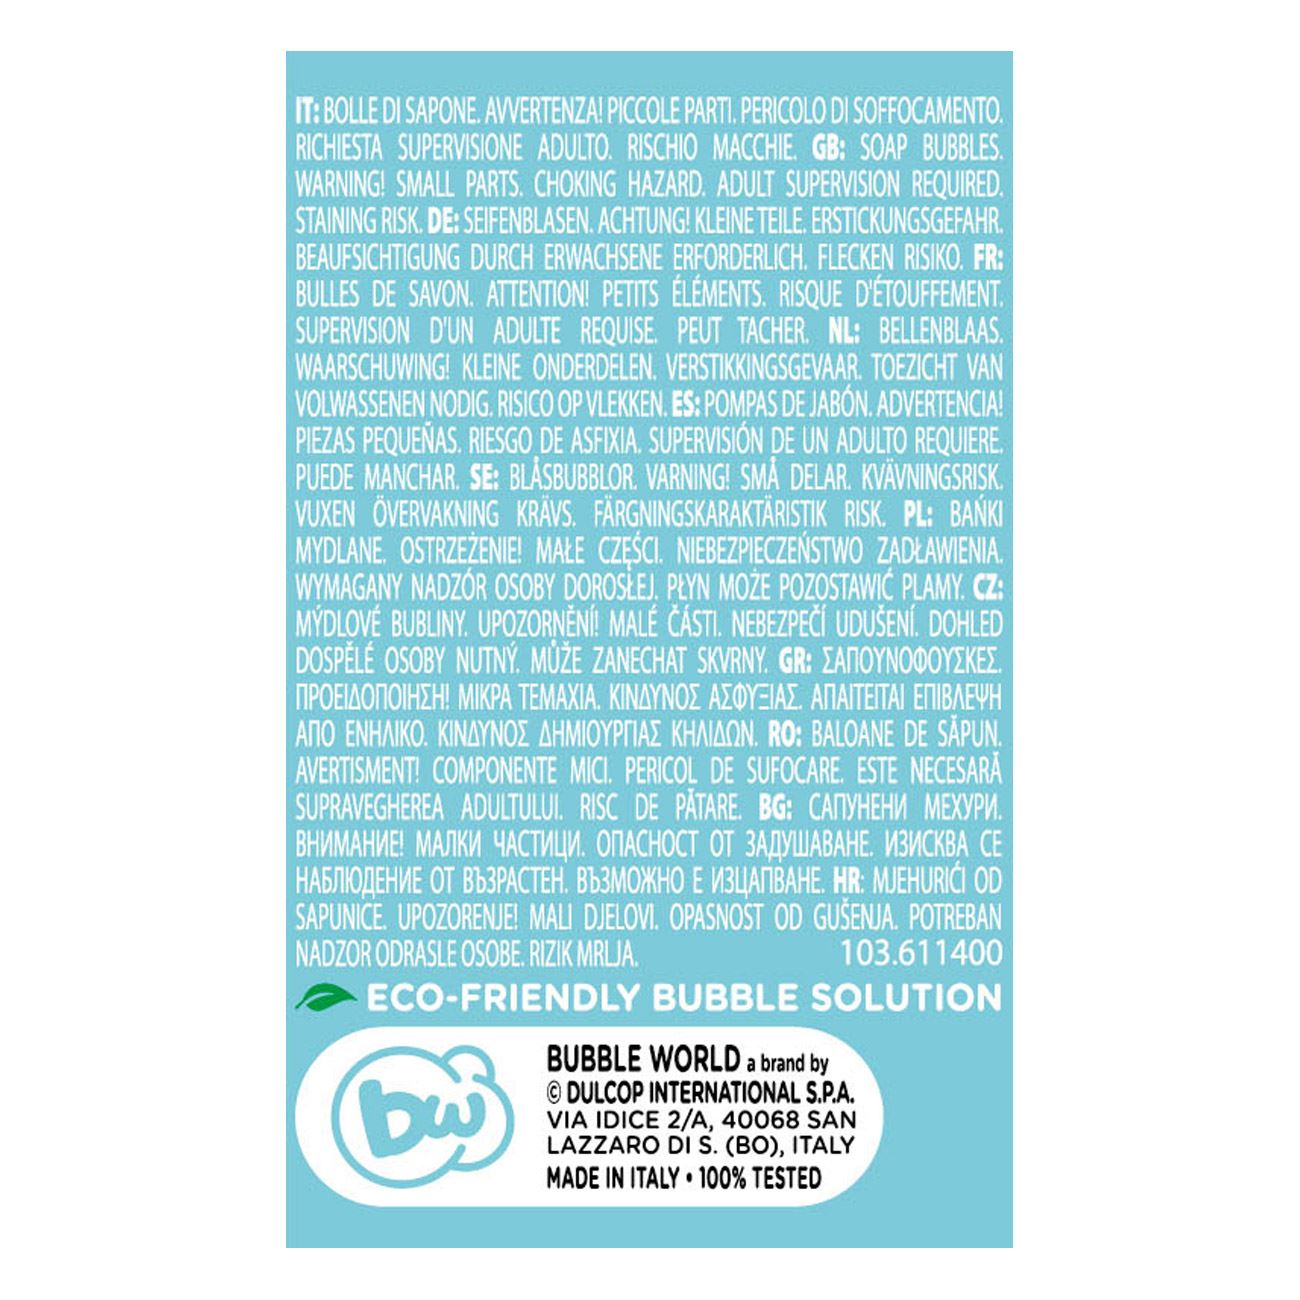 IT: BOLLE DI SAPONE. AVVERTENZA! PICCOLE PARTI. PERICOLO DI SOFFOCAMENTO.
RICHIESTA SUPERVISIONE ADULTO. RISCHIO MACCHIE. GB: SOAP BUBBLES.
WARNING! SMALL PARTS. CHOKING HAZARD. ADULT SUPERVISION REQUIRED.
STAINING RISK. DE: SEIFENBLASEN. ACHTUNG! KLEINE TEILE. ERSTICKUNGSGEFAHR.
BEAUFSICHTIGUNG DURCH ERWACHSENE ERFORDERLICH. FLECKEN RISIKO. FR:
BULLES DE SAVON. ATTENTION! PETITS ÉLÉMENTS. RISQUE D'ÉTOUFFEMENT.
SUPERVISION D'UN ADULTE REQUISE. PEUT TACHER. NL: BELLENBLAAS.
WAARSCHUWING! KLEINE ONDERDELEN. VERSTIKKINGSGEVAAR. TOEZICHT VAN
VOLWASSENEN NODIG. RISICO OP VLEKKEN. ES: POMPAS DE JABÓN. ADVERTENCIA!
PIEZAS PEQUEÑAS. RIESGO DE ASFIXIA. SUPERVISIÓN DE UN ADULTO REQUIERE.
PUEDE MANCHAR. SE: BLÅSBUBBLOR. VARNING! SMÅ DELAR. KVÄVNINGSRISK.
VUXEN ÖVERVAKNING KRÄVS. FÄRGNINGSKARAKTÄRISTIK RISK. PL: BAŃKI
MYDLANE. OSTRZEŻENIE! MAŁE CZĘŚCI. NIEBEZPIECZEŃSTWO ZADŁAWIENIA.
WYMAGANY NADZÓR OSOBY DOROSŁEJ. PŁYN MOŻE POZOSTAWIĆ PLAMY. CZ:
MÝDLOVÉ BUBLINY. UPOZORNĚNÍ! MALÉ ČÁSTI. NEBEZPEČÍ UDUŠENÍ. DOHLED
DOSPĚLÉ OSOBY NUTNÝ. MŮŽE ZANECHAT SKVRNY. GR: ΣΑΠΟΥΝΟΦΟΥΣΚΕΣ.
ΠΡΟΕΙΔΟΠΟΙΗΣΗ! ΜΙΚΡΑ ΤΕΜΑΧΙΑ. ΚΙΝΔΥΝΟΣ ΑΣΦΥΞΙΑΣ. ΑΠΑΙΤΕΙΤΑΙ ΕΠΙΒΛΕΨΗ
ΑΠΟ ΕΝΗΛΙΚΟ. ΚΙΝΔΥΝΟΣ ΔΗΜΙΟΥΡΓΙΑΣ ΚΗΛΙΔΩΝ. RO: BALOANE DE SĂPUN.
AVERTISMENT! COMPONENTE MICI. PERICOL DE SUFOCARE. ESTE NECESARĂ
SUPRAVEGHEREA ADULTULUI. RISC DE PĂTARE. BG: САПУНЕНИ МЕХУРИ.
ВНИМАНИЕ! МАЛКИ ЧАСТИЦИ. ОПАСНОСТ ОТ ЗАДУШАВАНЕ. ИЗИСКВА СЕ
НАБЛЮДЕНИЕ ОТ ВЪЗРАСТЕН. ВЪЗМОЖНО Е ИЗЦАПВАНЕ. HR: MJEHURIĆI OD
SAPUNICE. UPOZORENJE! MALI DJELOVI. OPASNOST OD GUŠENJA. POTREBAN
NADZOR ODRASLE OSOBE. RIZIK MRLJA. 103.611400
ECO-FRIENDLY BUBBLE SOLUTION
bw
BUBBLE WORLD a brand by
© DULCOP INTERNATIONAL S.P.A.
VIA IDICE 2/A, 40068 SAN
LAZZARO DI S. (BO), ITALY
MADE IN ITALY • 100% TESTED